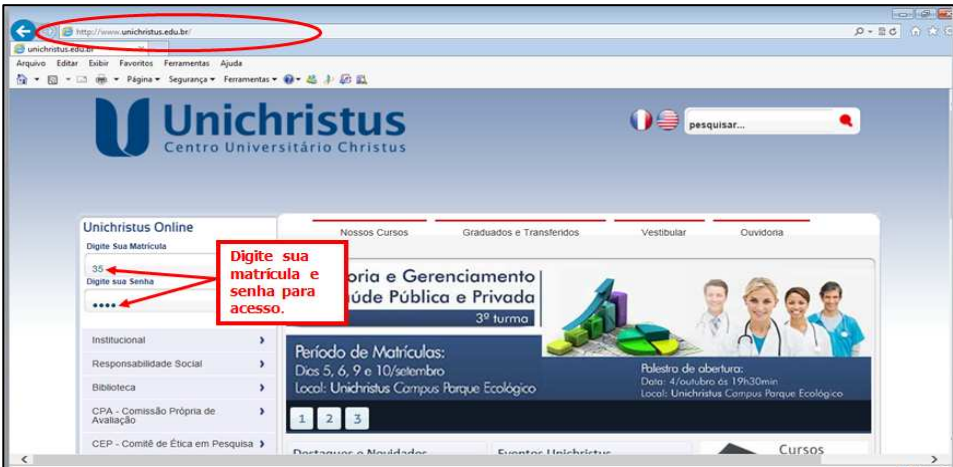 http://www.unichristus.edu.br/
unichristus.edu.br
Arquivo Editar Exibir Favoritos Ferramentas Ajuda
Página Segurança Ferramentas
Unichristus
Centro Universitário Christus
pesquisar...
Unichristus Online
Digite Sua Matrícula
35
Digite sua Senha
Digite sua
matrícula e
senha para
acesso.
Nossos Cursos Graduados e Transferidos Vestibular Ouvidoria
oria e Gerenciamento
úde Pública e Privada
3ª turma
Período de Matrículas:
Dias 5, 6, 9 e 10/setembro
Local: Unichristus Campus Parque Ecológico
Palestra de abertura:
Data: 4/outubro às 19h30min
Local: Unichristus Campus Parque Ecológico
1 2 3
Institucional
Responsabilidade Social
Biblioteca
CPA - Comissão Própria de
Avaliação
CEP - Comitê de Ética em Pesquisa
Destaques e Novidades
Eventos Unichristus
Cursos